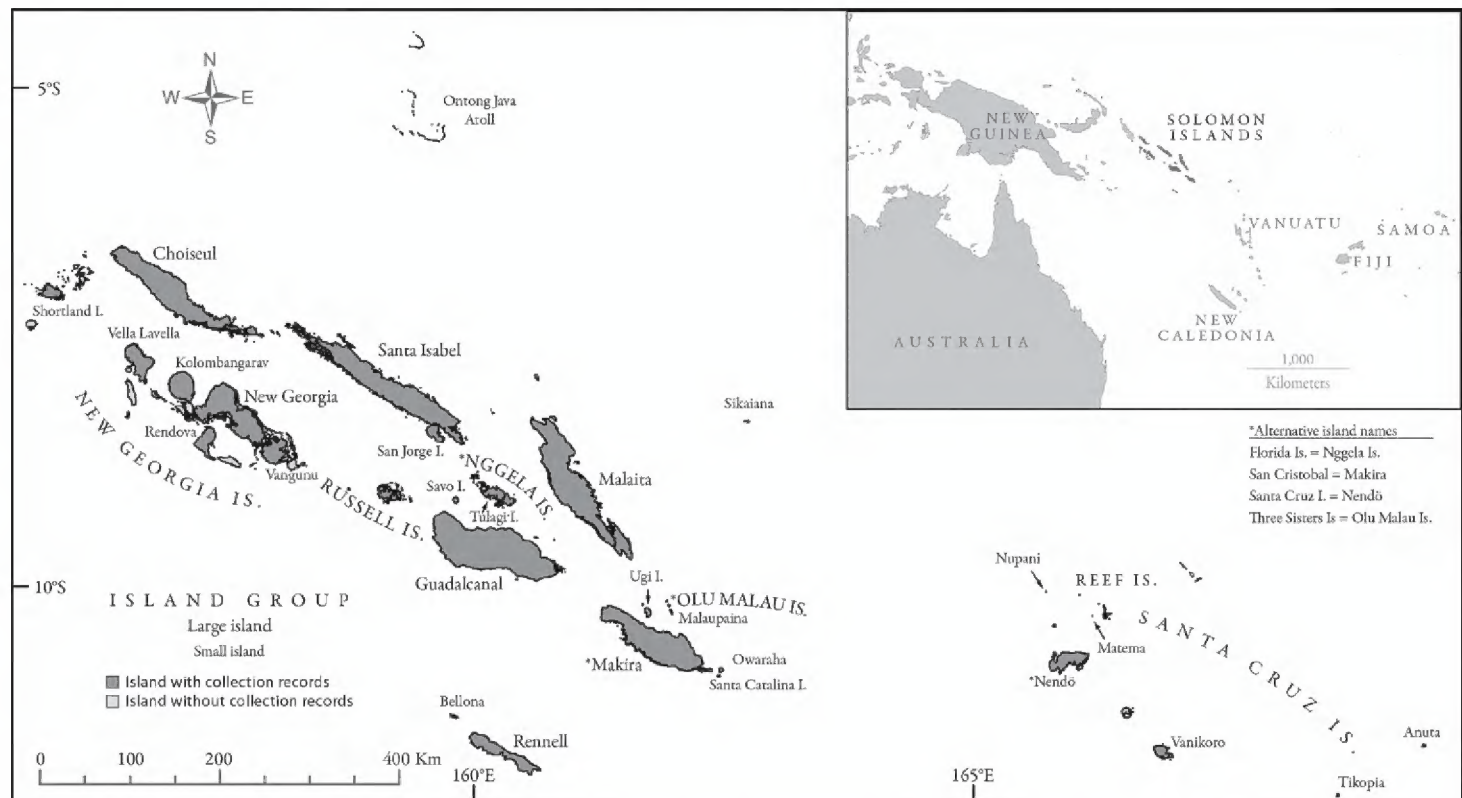 N
W E
S
5°S
Ontong Java
Atoll
Choiseul
Shortland I.
Vella Lavella
Kolombangarav
Santa Isabel
New Georgia
Rendova
Vangunu
NEW GEORGIA IS.
San Jorge I.
*NGGELA IS.
Malaita
Sikaiana
RUSSELL IS.
Savo I.
Tulagi I.
Guadalcanal
10°S
Ugi I.
*OLU MALAU IS.
Malaupaina
*Makira
Owaraha
Santa Catalina I.
Bellona
Rennell
ISLAND GROUP
Large island
Small island
Island with collection records
Island without collection records
0 100 200 400 Km
160°E
165°E
NEW
GUINEA
SOLOMON
ISLANDS
VANUATU
SAMOA
FIJI
NEW
CALEDONIA
AUSTRALIA
1,000
Kilometers
*Alternative island names
Florida Is. = Nggela Is.
San Cristobal = Makira
Santa Cruz I. = Nendö
Three Sisters Is = Olu Malau Is.
Nupani
REEF IS.
Matema
SANTA CRUZ IS.
*Nendö
Vanikoro
Anuta
Tikopia